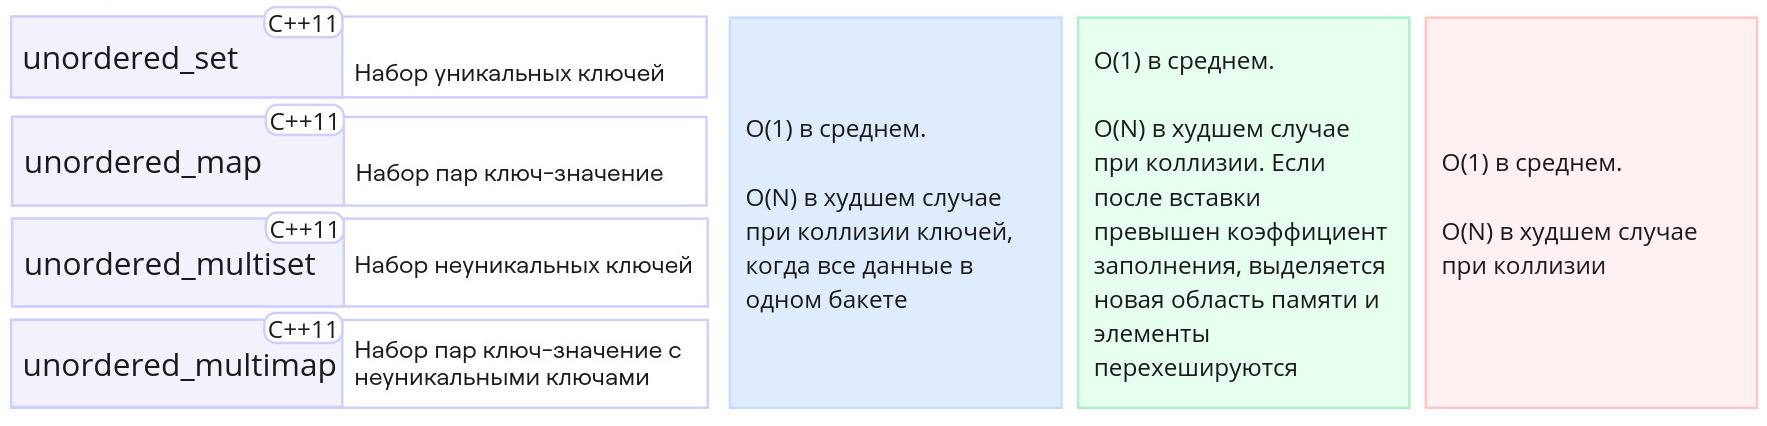 C++11
unordered_set
Набор уникальных ключей
C++11
unordered_map
Набор пар ключ-значение
C++11
unordered_multiset
Набор неуникальных ключей
C++11
unordered_multimap
Набор пар ключ-значение с
неуникальными ключами
O(1) в среднем.
O(N) в худшем случае
при коллизии ключей,
когда все данные в
одном бакете
O(1) в среднем.
O(N) в худшем случае
при коллизии. Если
после вставки
превышен коэффициент
заполнения, выделяется
новая область памяти и
элементы
перехешируются
O(1) в среднем.
O(N) в худшем случае
при коллизии